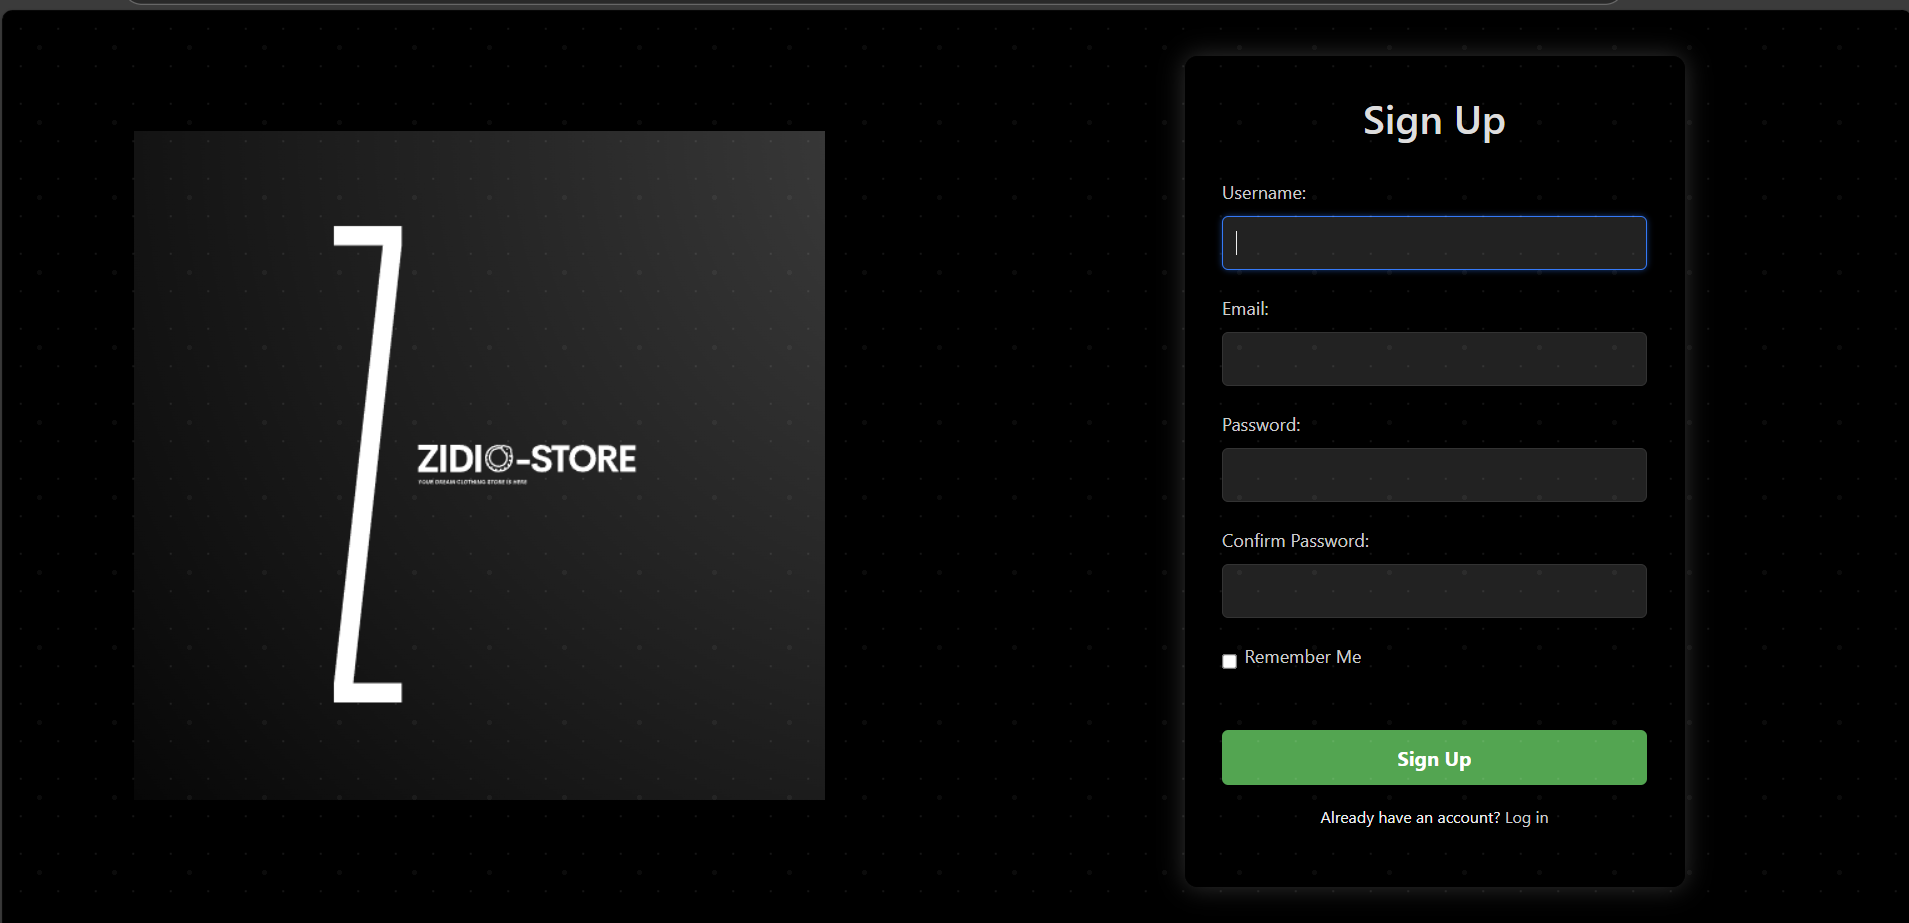 ZIDIO-STORE
YOUR DREAM CLOTHING STORE IS HERE
Sign Up
Username:
Email:
Password:
Confirm Password:
Remember Me
Sign Up
Already have an account? Log in